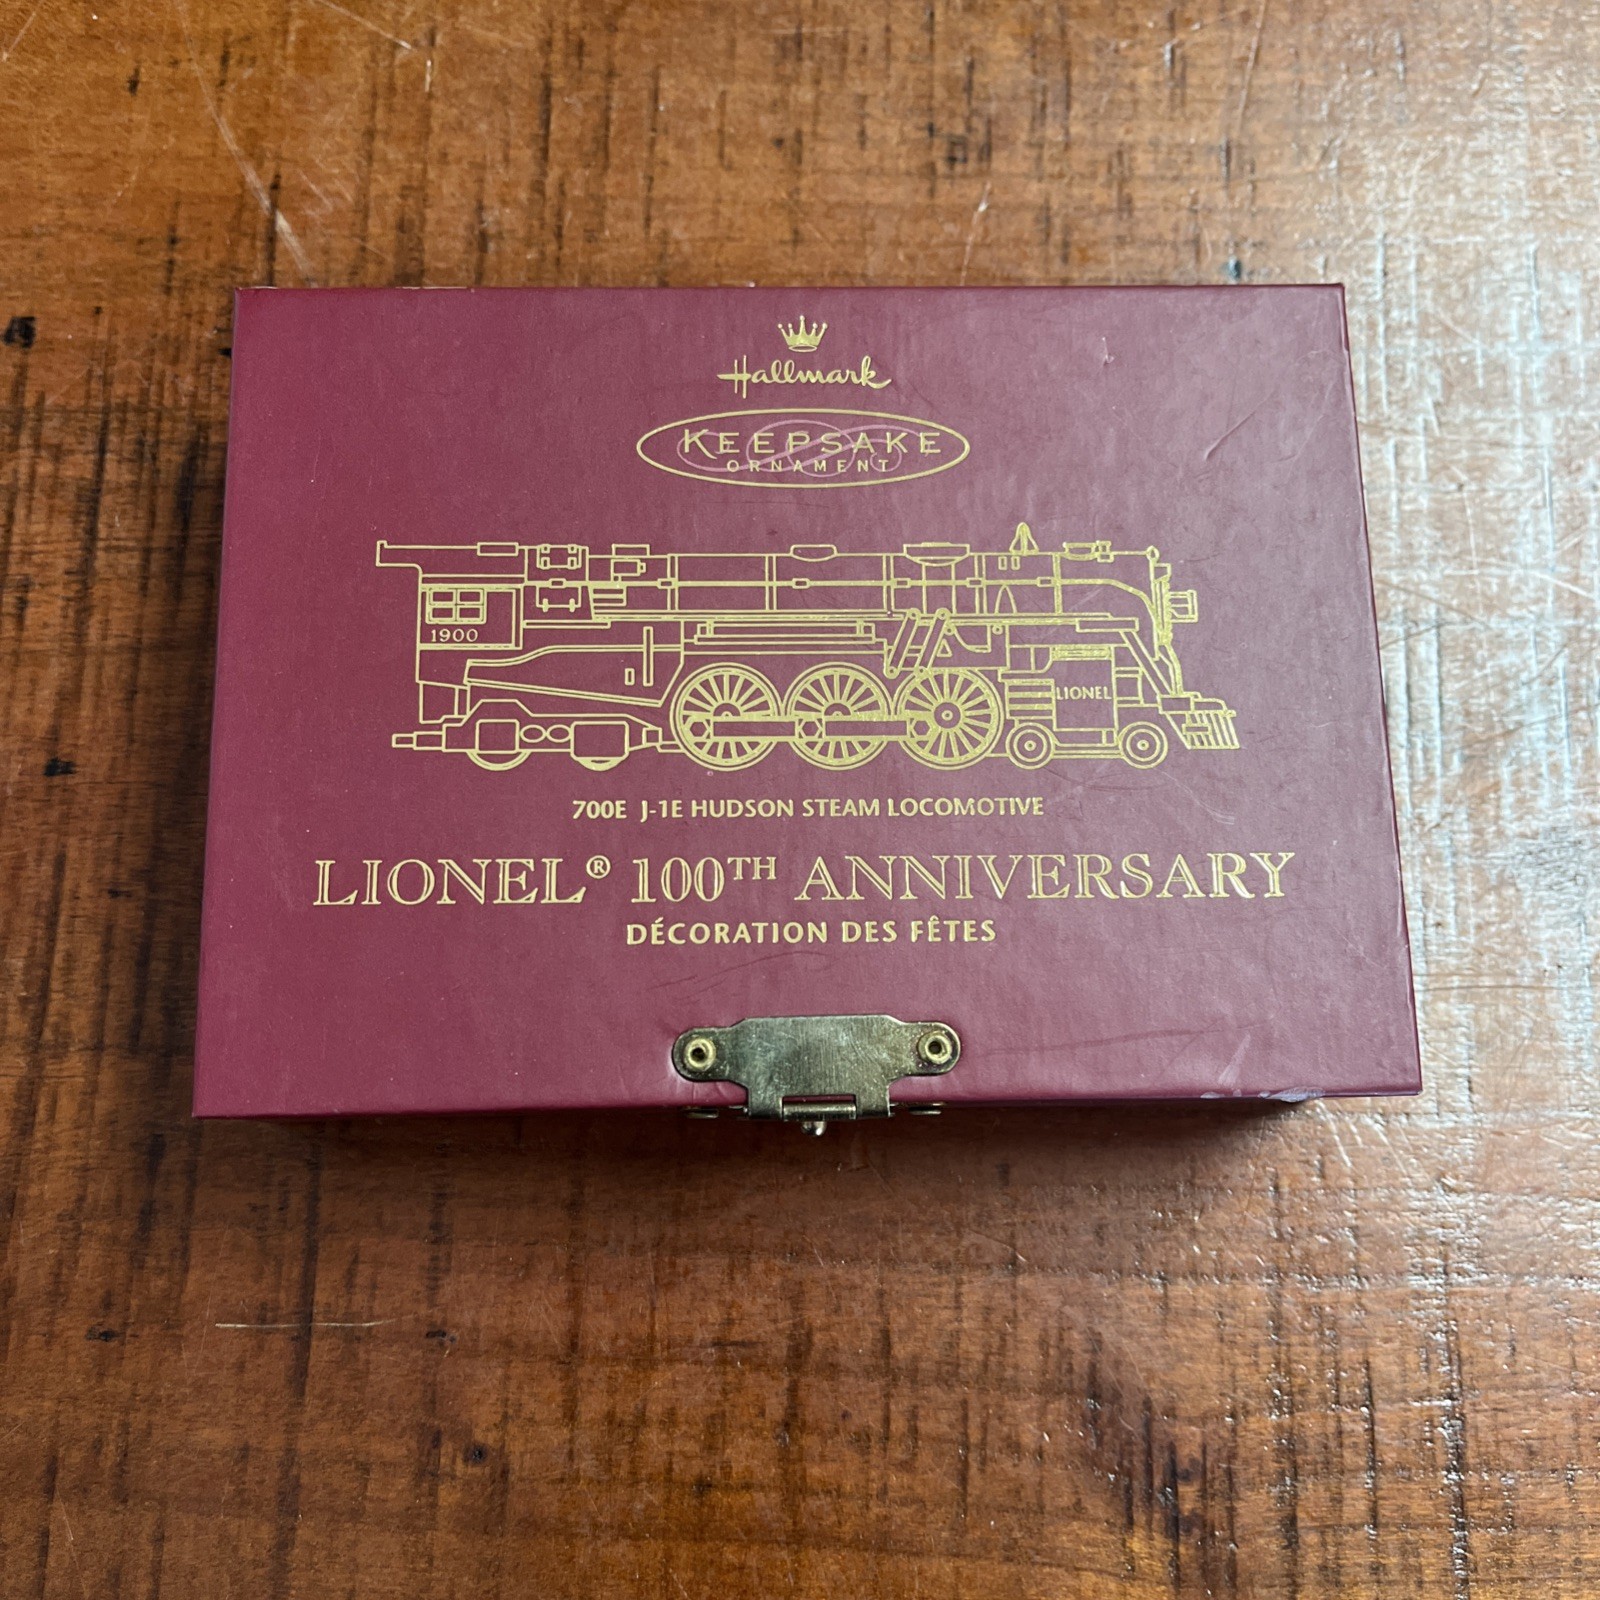 Hallmark
KEEPSAKE
ORNAMENT
1900
LIONEL
700E J-1E HUDSON STEAM LOCOMOTIVE
LIONEL® 100TH ANNIVERSARY
DÉCORATION DES FÊTES